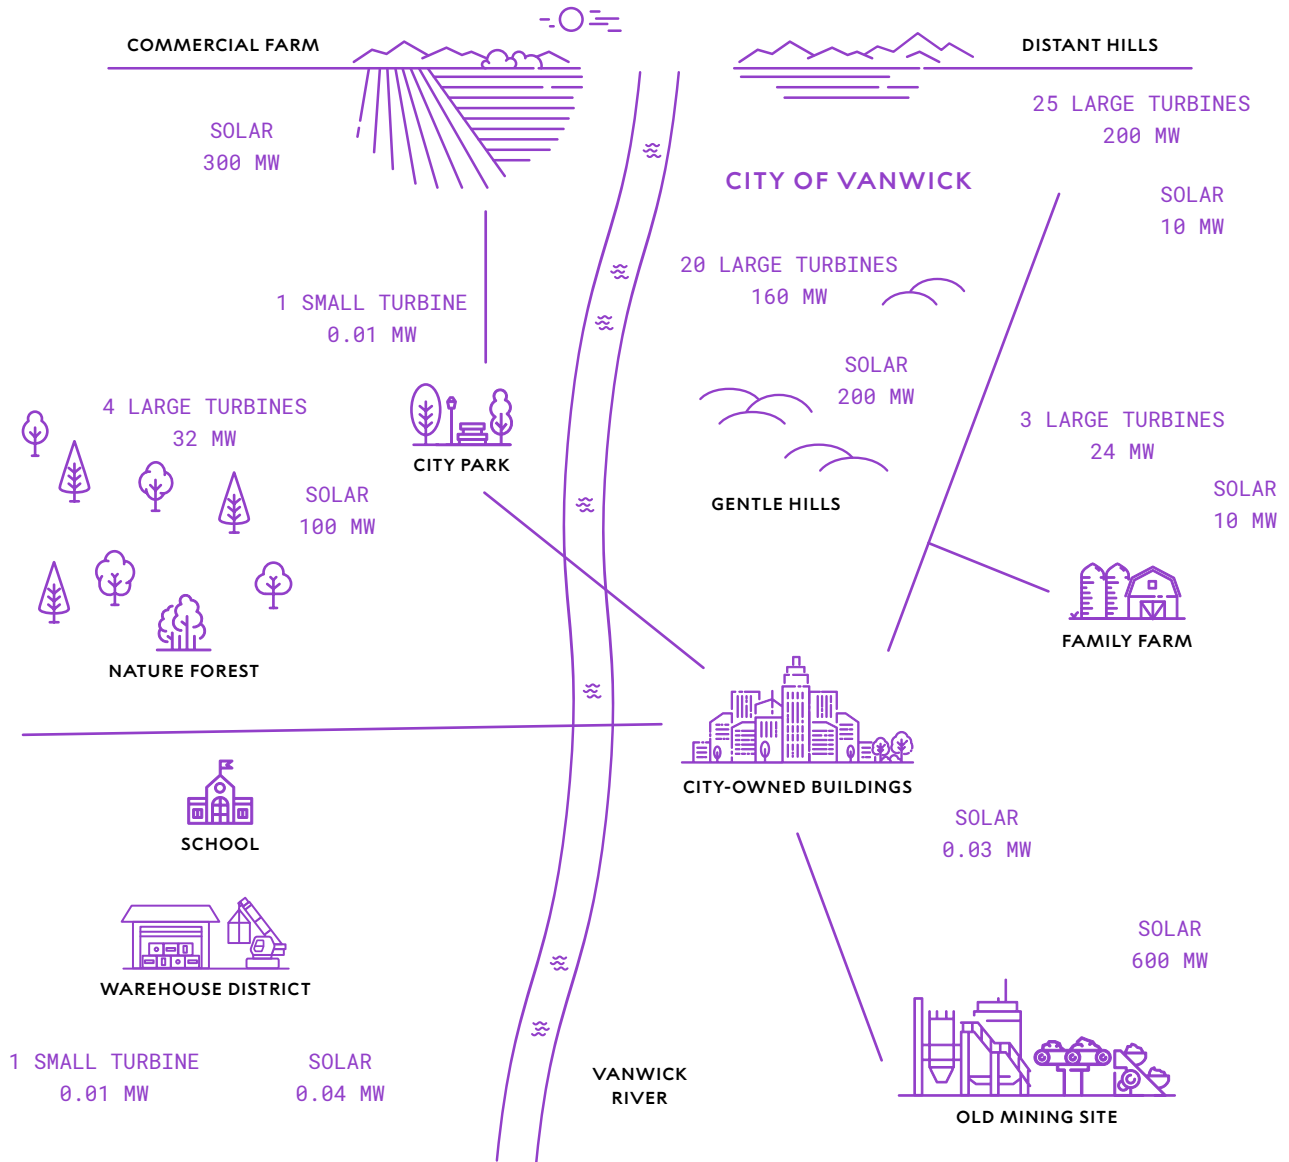 COMMERCIAL FARM
DISTANT HILLS
25 LARGE TURBINES
200 MW
SOLAR
300 MW
CITY OF VANWICK
SOLAR
10 MW
20 LARGE TURBINES
160 MW
1 SMALL TURBINE
0.01 MW
SOLAR
200 MW
4 LARGE TURBINES
32 MW
3 LARGE TURBINES
24 MW
CITY PARK
SOLAR
100 MW
SOLAR
10 MW
GENTLE HILLS
FAMILY FARM
NATURE FOREST
CITY-OWNED BUILDINGS
SOLAR
0.03 MW
SCHOOL
SOLAR
600 MW
WAREHOUSE DISTRICT
1 SMALL TURBINE
0.01 MW
SOLAR
0.04 MW
VANWICK
RIVER
OLD MINING SITE